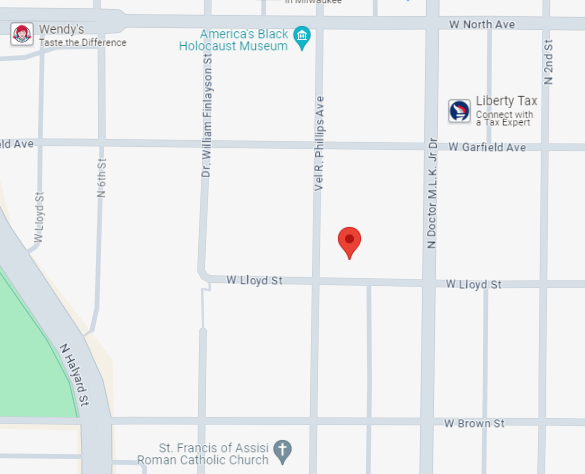 in Milwaukee
W North Ave
Wendy's
Taste the Difference
America's Black
Holocaust Museum
N 2nd St
Dr. William Finlayson St
Vel R. Phillips Ave
Liberty Tax
Connect with
a Tax Expert
ld Ave
W Garfield Ave
N Doctor M.L.K. Jr Dr
N 6th St
W Lloyd St
W Lloyd St
W Lloyd St
N Halyard St
W Brown St
St. Francis of Assisi
Roman Catholic Church